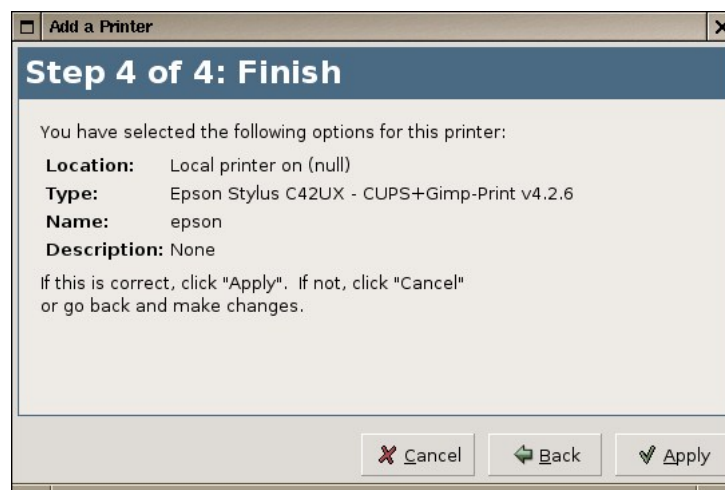 Add a Printer
Step 4 of 4: Finish
You have selected the following options for this printer:
Location: Local printer on (null)
Type: Epson Stylus C42UX - CUPS+Gimp-Print v4.2.6
Name: epson
Description: None
If this is correct, click "Apply". If not, click "Cancel"
or go back and make changes.
Cancel Back Apply